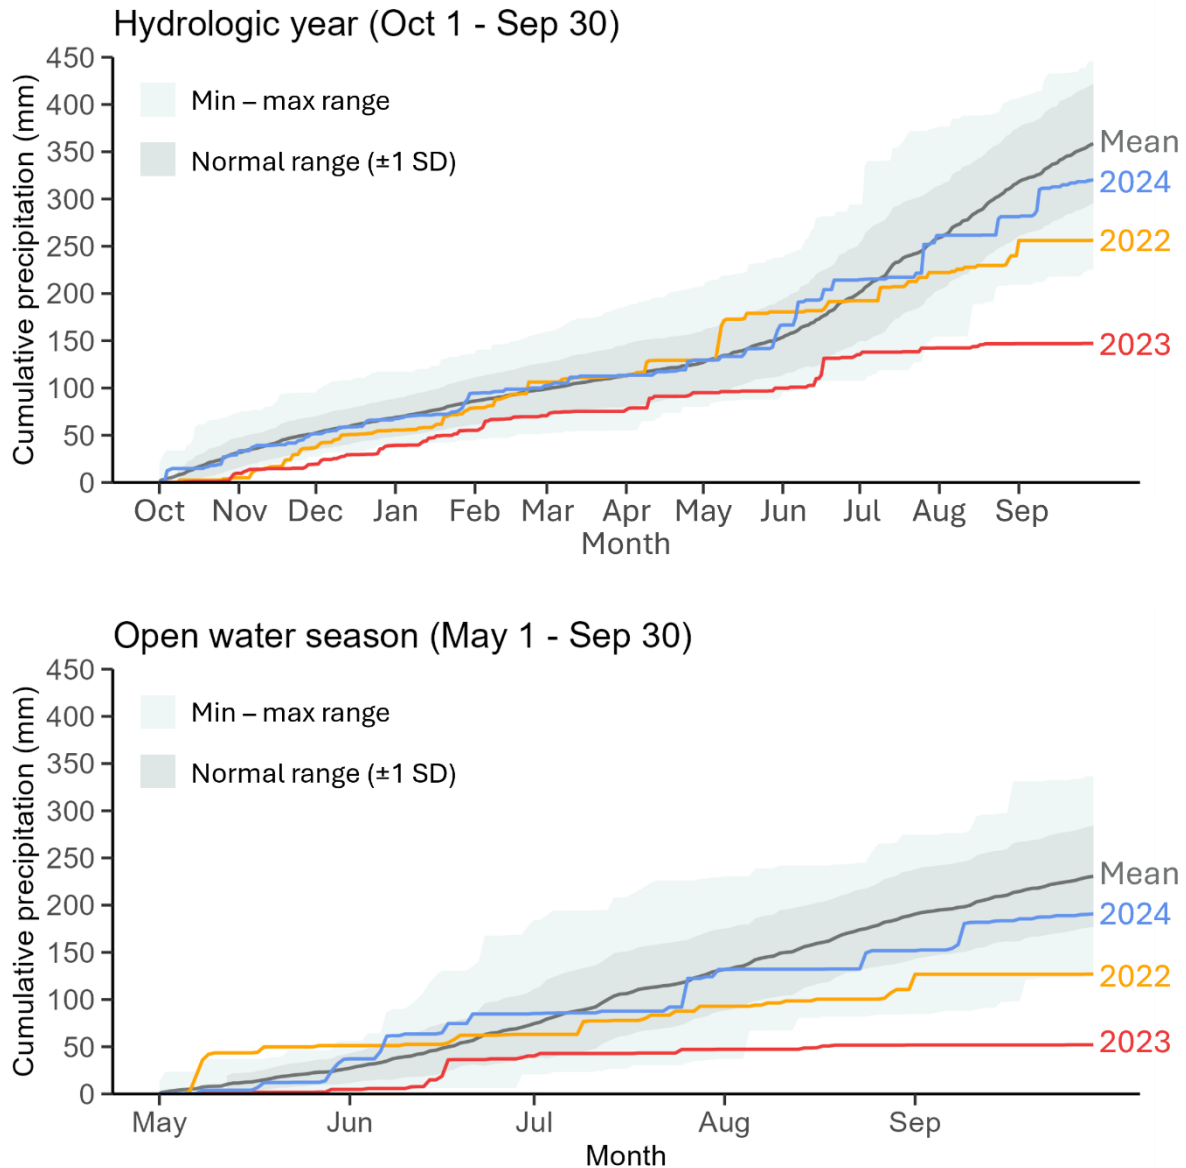 Hydrologic year (Oct 1 - Sep 30)
Cumulative precipitation (mm)
450
400
350
300
250
200
150
100
50
0
Min – max range
Normal range (±1 SD)
Mean
2024
2022
2023
Oct Nov Dec Jan Feb Mar Apr May Jun Jul Aug Sep
Month
Open water season (May 1 - Sep 30)
Cumulative precipitation (mm)
450
400
350
300
250
200
150
100
50
0
Min – max range
Normal range (±1 SD)
Mean
2024
2022
2023
May Jun Jul Aug Sep
Month